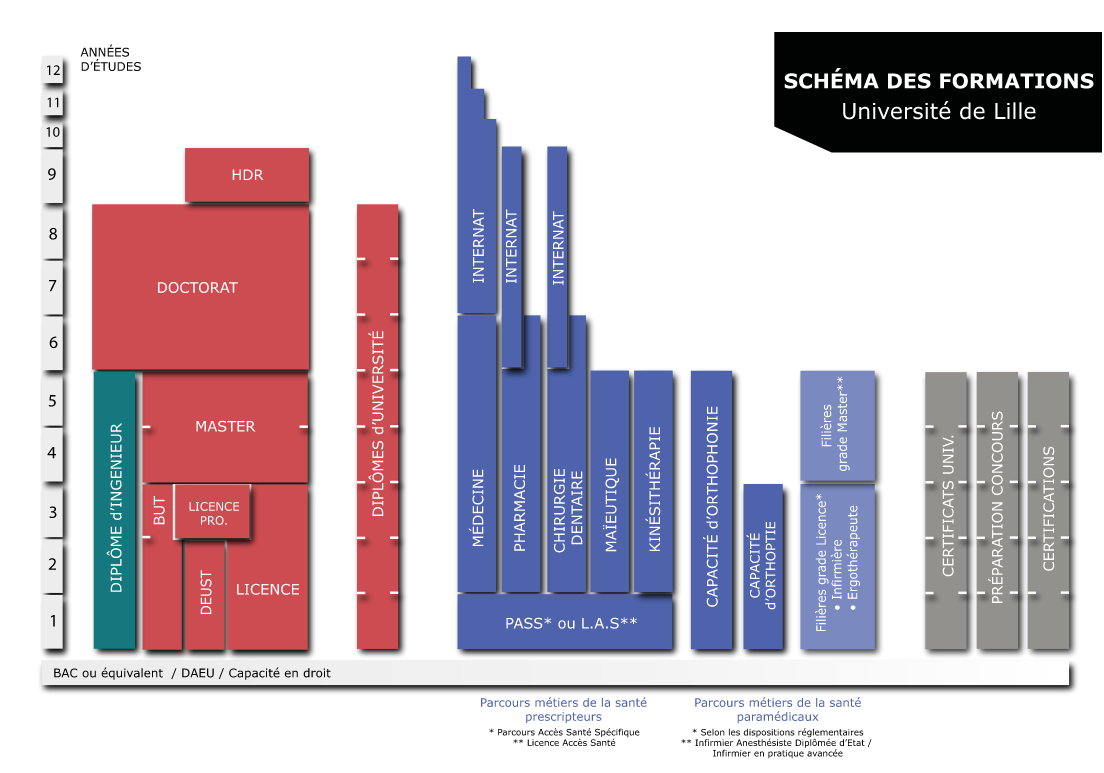 ANNÉES
D'ÉTUDES
SCHÉMA DES FORMATIONS
Université de Lille
12
11
10
9
8
7
6
5
4
3
2
1
HDR
DOCTORAT
DIPLÔME d'INGENIEUR
MASTER
BUT
LICENCE
PRO.
DEUST
LICENCE
DIPLÔMES d'UNIVERSITÉ
INTERNAT
INTERNAT
INTERNAT
MÉDECINE
PHARMACIE
CHIRURGIE
DENTAIRE
MAÏEUTIQUE
KINÉSITHÉRAPIE
PASS* ou L.A.S**
CAPACITÉ d'ORTHOPHONIE
CAPACITÉ
d'ORTHOPTIE
Filières
grade Master**
Filières grade Licence*
• Infirmière
• Ergothérapeute
CERTIFICATS UNIV.
PRÉPARATION CONCOURS
CERTIFICATIONS
BAC ou équivalent / DAEU / Capacité en droit
Parcours métiers de la santé
prescripteurs
* Parcours Accès Santé Spécifique
** Licence Accès Santé
Parcours métiers de la santé
paramédicaux
* Selon les dispositions réglementaires
** Infirmier Anesthésiste Diplômée d'Etat /
Infirmier en pratique avancée